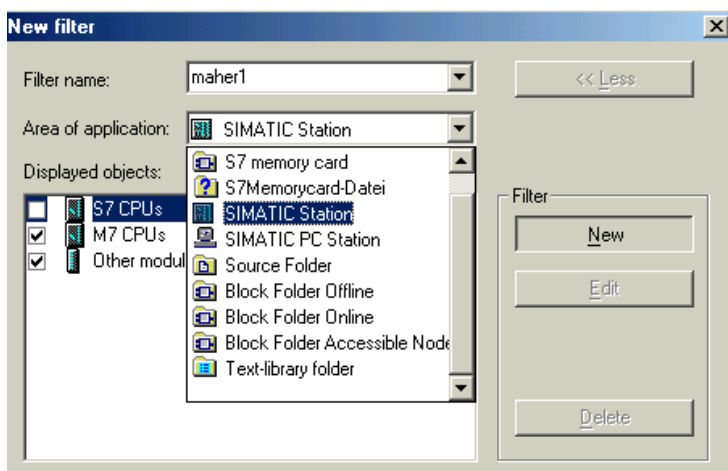 New filter
Filter name:
maher1
<< Less
Area of application:
SIMATIC Station
Displayed objects:
S7 CPUs
M7 CPUs
Other modul
S7 memory card
S7Memorycard-Datei
SIMATIC Station
SIMATIC PC Station
Source Folder
Block Folder Offline
Block Folder Online
Block Folder Accessible Node
Text-library folder
Filter
New
Edit
Delete